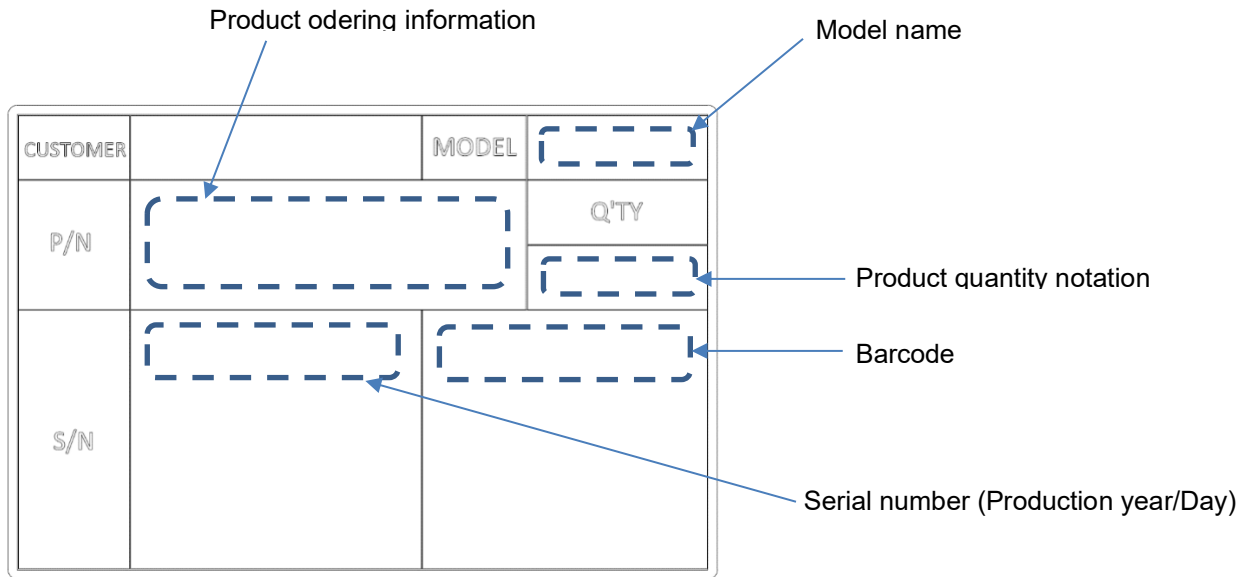 Product odering information
Model name
CUSTOMER
MODEL
P/N
Q'TY
Product quantity notation
Barcode
S/N
Serial number (Production year/Day)